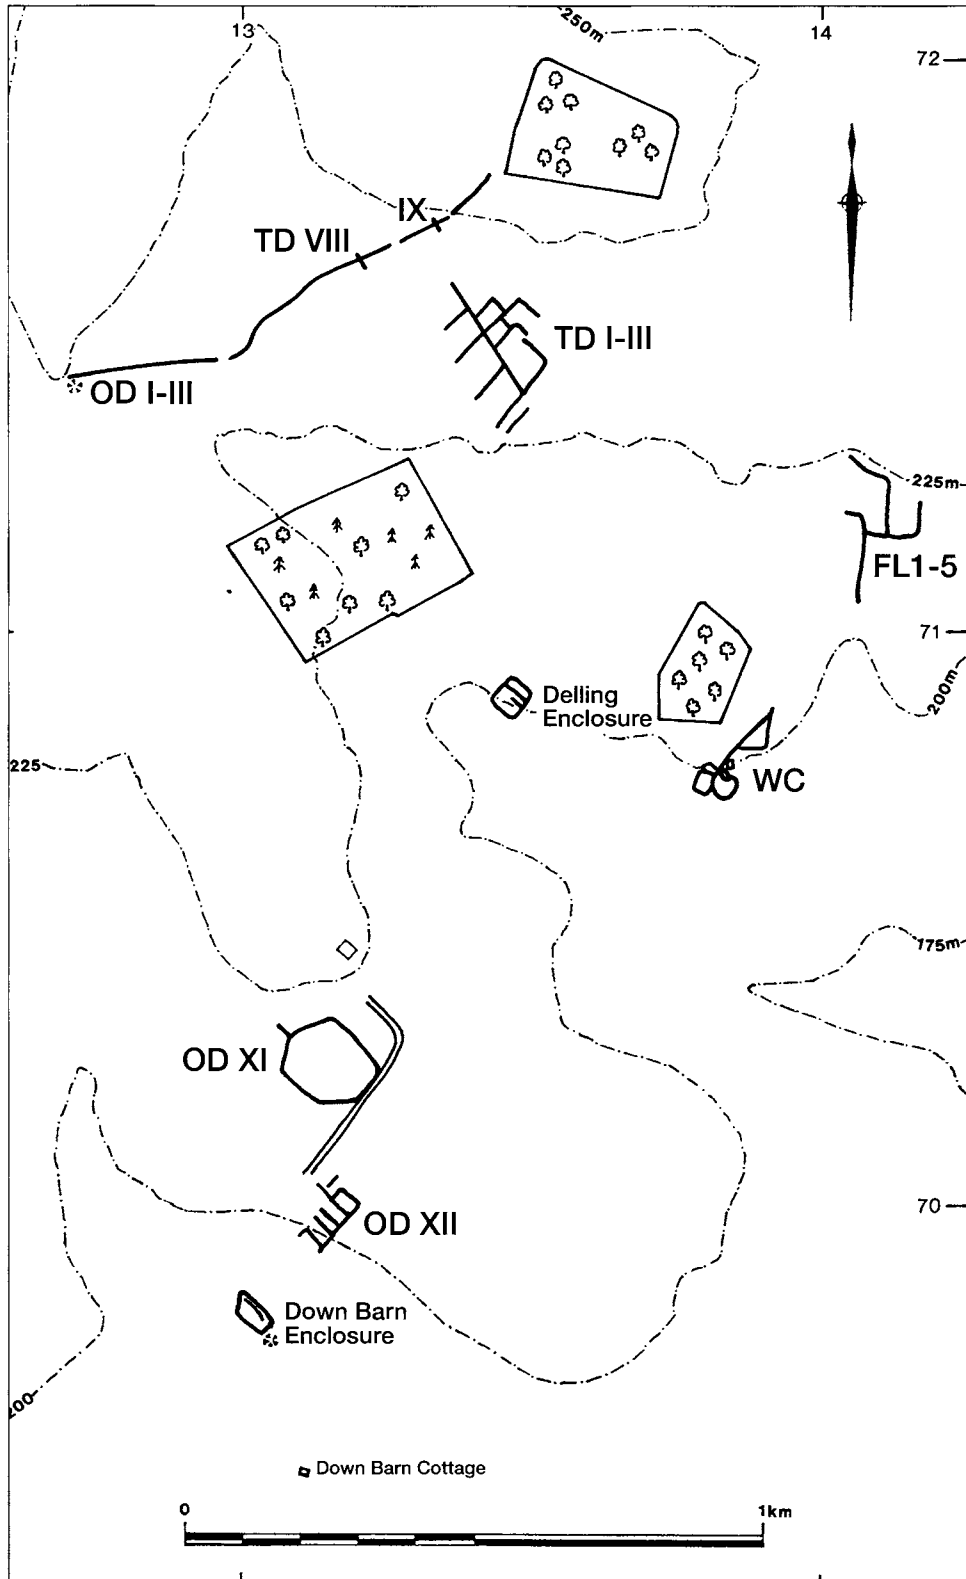 13
250m
14
72
IX
TD VIII
TD I-III
OD I-III
225m
FL1-5
71
200m
Delling
Enclosure
WC
225
175m
OD XI
70
OD XII
Down Barn
Enclosure
200
Down Barn Cottage
0
1km